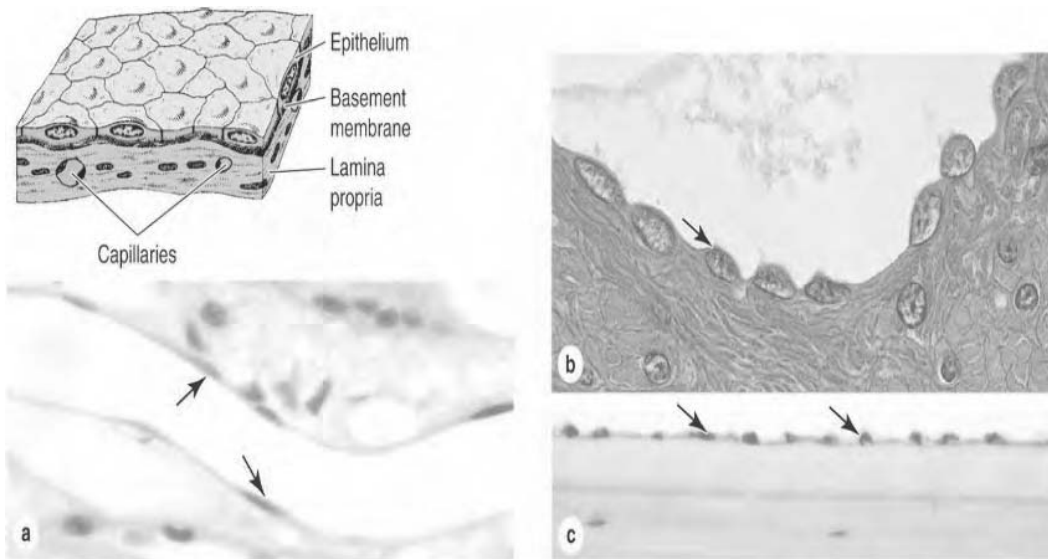 Epithelium
Basement
membrane
Lamina
propria
Capillaries
a
b
c